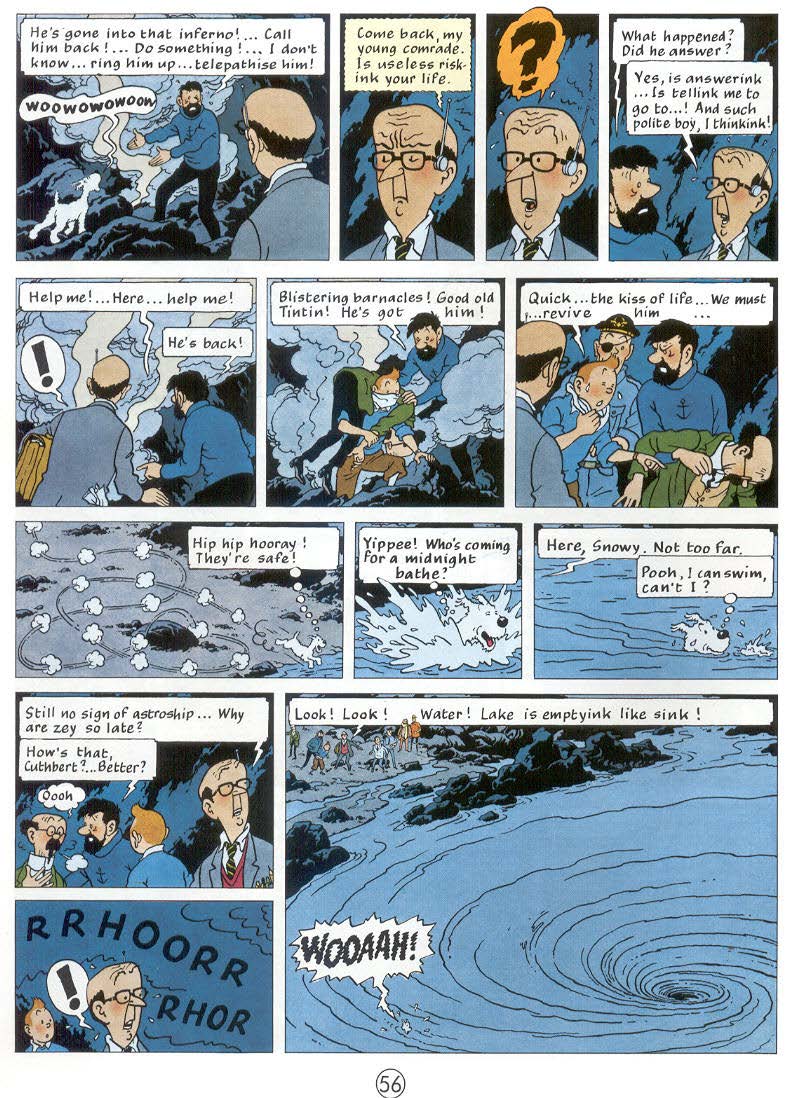 He's gone into that inferno!... Call
him back!... Do something!... I don't
know... ring him up... telepathise him!
WOOWOWOWOOW
Come back, my
young comrade.
Is useless risk-
ink your life.
?
What happened?
Did he answer?
Yes, is answerink
...Is tellink me to
go to...! And such
polite boy, I thinkink!
Help me!... Here... help me!
!
He's back!
Blistering barnacles! Good old
Tintin! He's got him!
Quick... the kiss of life... We must
...revive him ...
Hip hip hooray!
They're safe!
Yippee! Who's coming
for a midnight
bathe?
Here, Snowy. Not too far.
Pooh, I can swim,
can't I?
Still no sign of astroship... Why
are zey so late?
How's that,
Cuthbert?...Better?
Oooh
RRHOORR
RHOR
!
Look! Look! Water! Lake is emptyink like sink!
WOOAAH!
56